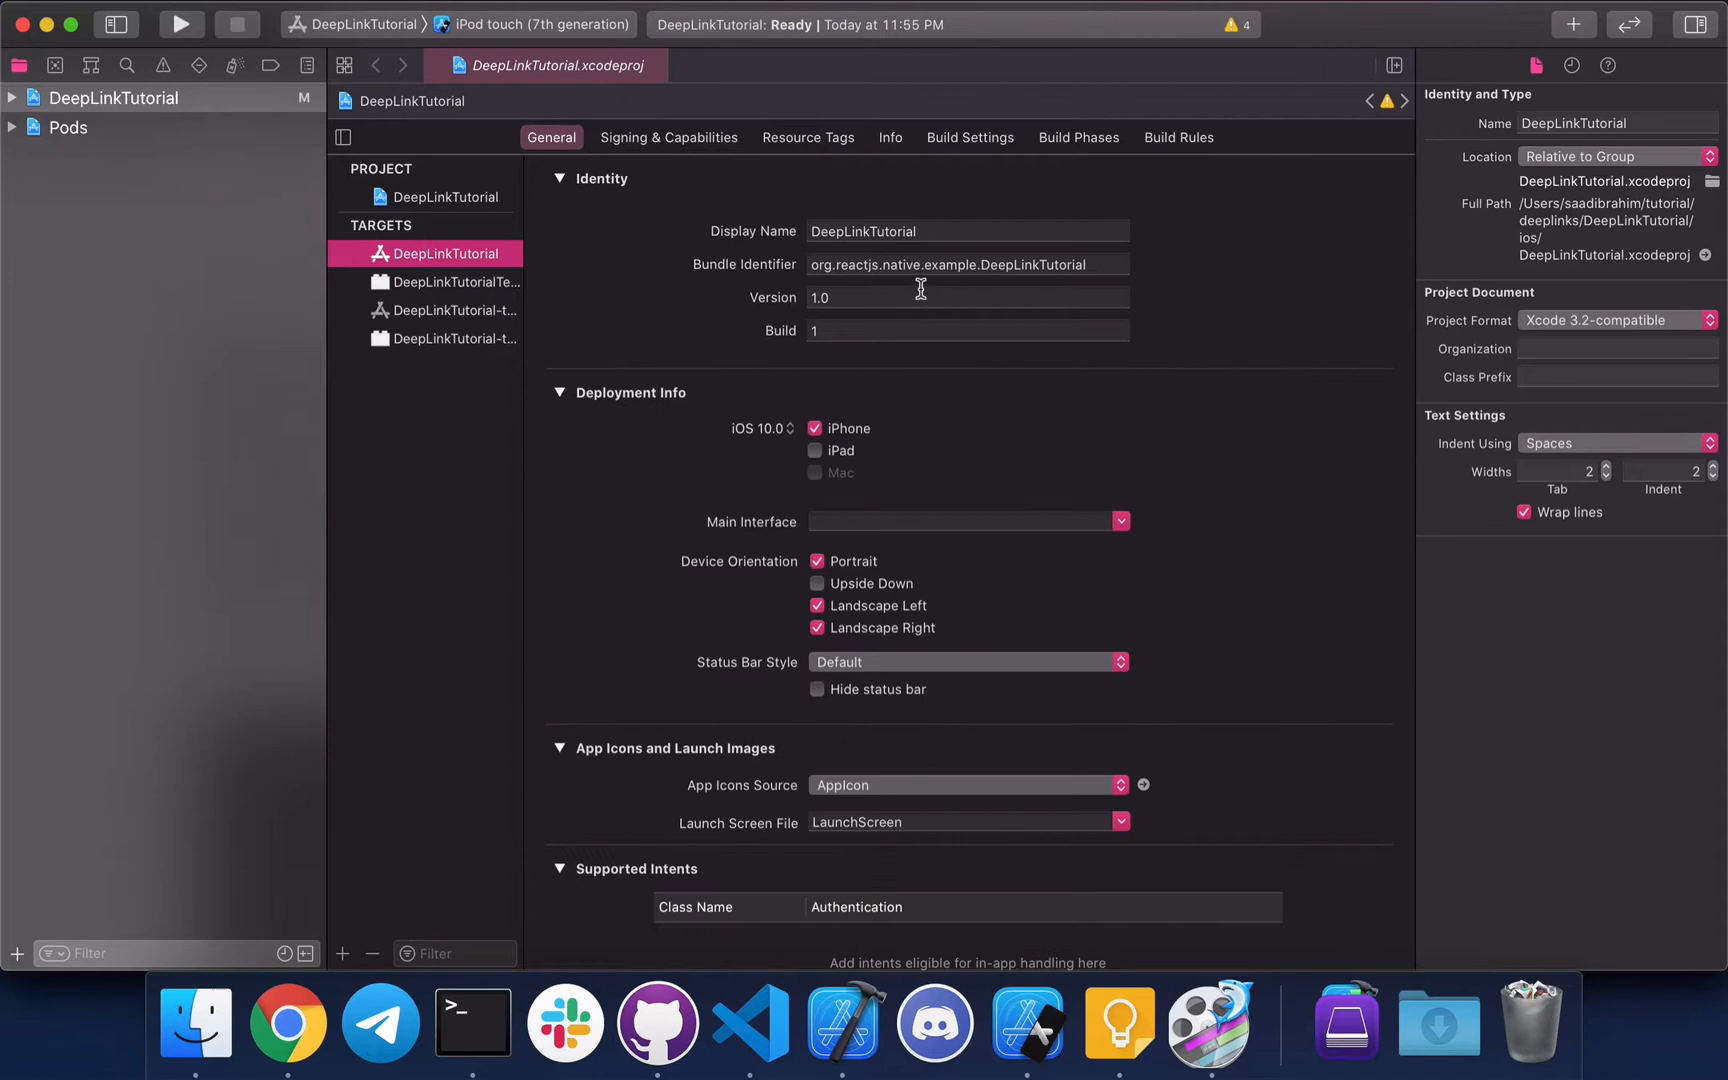 DeepLinkTutorial 〉 iPod touch (7th generation)
DeepLinkTutorial: Ready | Today at 11:55 PM
4
DeepLinkTutorial.xcodeproj
DeepLinkTutorial M
Pods
DeepLinkTutorial
General Signing & Capabilities Resource Tags Info Build Settings Build Phases Build Rules
PROJECT
DeepLinkTutorial
TARGETS
DeepLinkTutorial
DeepLinkTutorialTe...
DeepLinkTutorial-t...
DeepLinkTutorial-t...
Identity
Display Name DeepLinkTutorial
Bundle Identifier org.reactjs.native.example.DeepLinkTutorial
Version 1.0
Build 1
Deployment Info
iOS 10.0 iPhone
iPad
Mac
Main Interface
Device Orientation Portrait
Upside Down
Landscape Left
Landscape Right
Status Bar Style Default
Hide status bar
App Icons and Launch Images
App Icons Source AppIcon
Launch Screen File LaunchScreen
Supported Intents
Class Name Authentication
Add intents eligible for in-app handling here
Identity and Type
Name DeepLinkTutorial
Location Relative to Group
DeepLinkTutorial.xcodeproj
Full Path /Users/saadibrahim/tutorial/
deeplinks/DeepLinkTutorial/
ios/
DeepLinkTutorial.xcodeproj
Project Document
Project Format Xcode 3.2-compatible
Organization
Class Prefix
Text Settings
Indent Using Spaces
Widths 2 2
Tab Indent
Wrap lines
Filter
Filter
>_